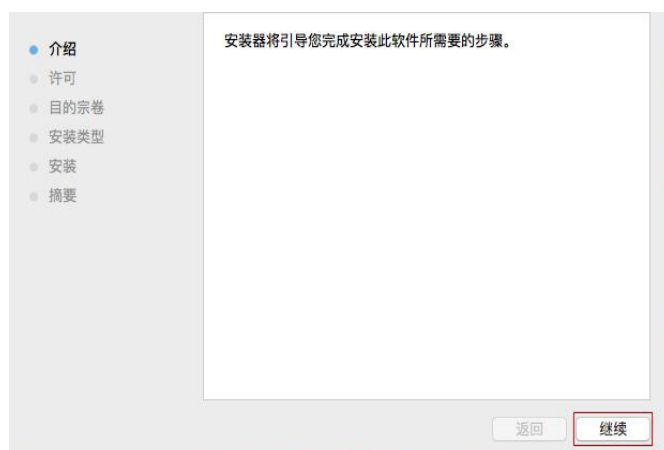 介绍
许可
目的宗卷
安装类型
安装
摘要
安装器将引导您完成安装此软件所需要的步骤。
返回
继续